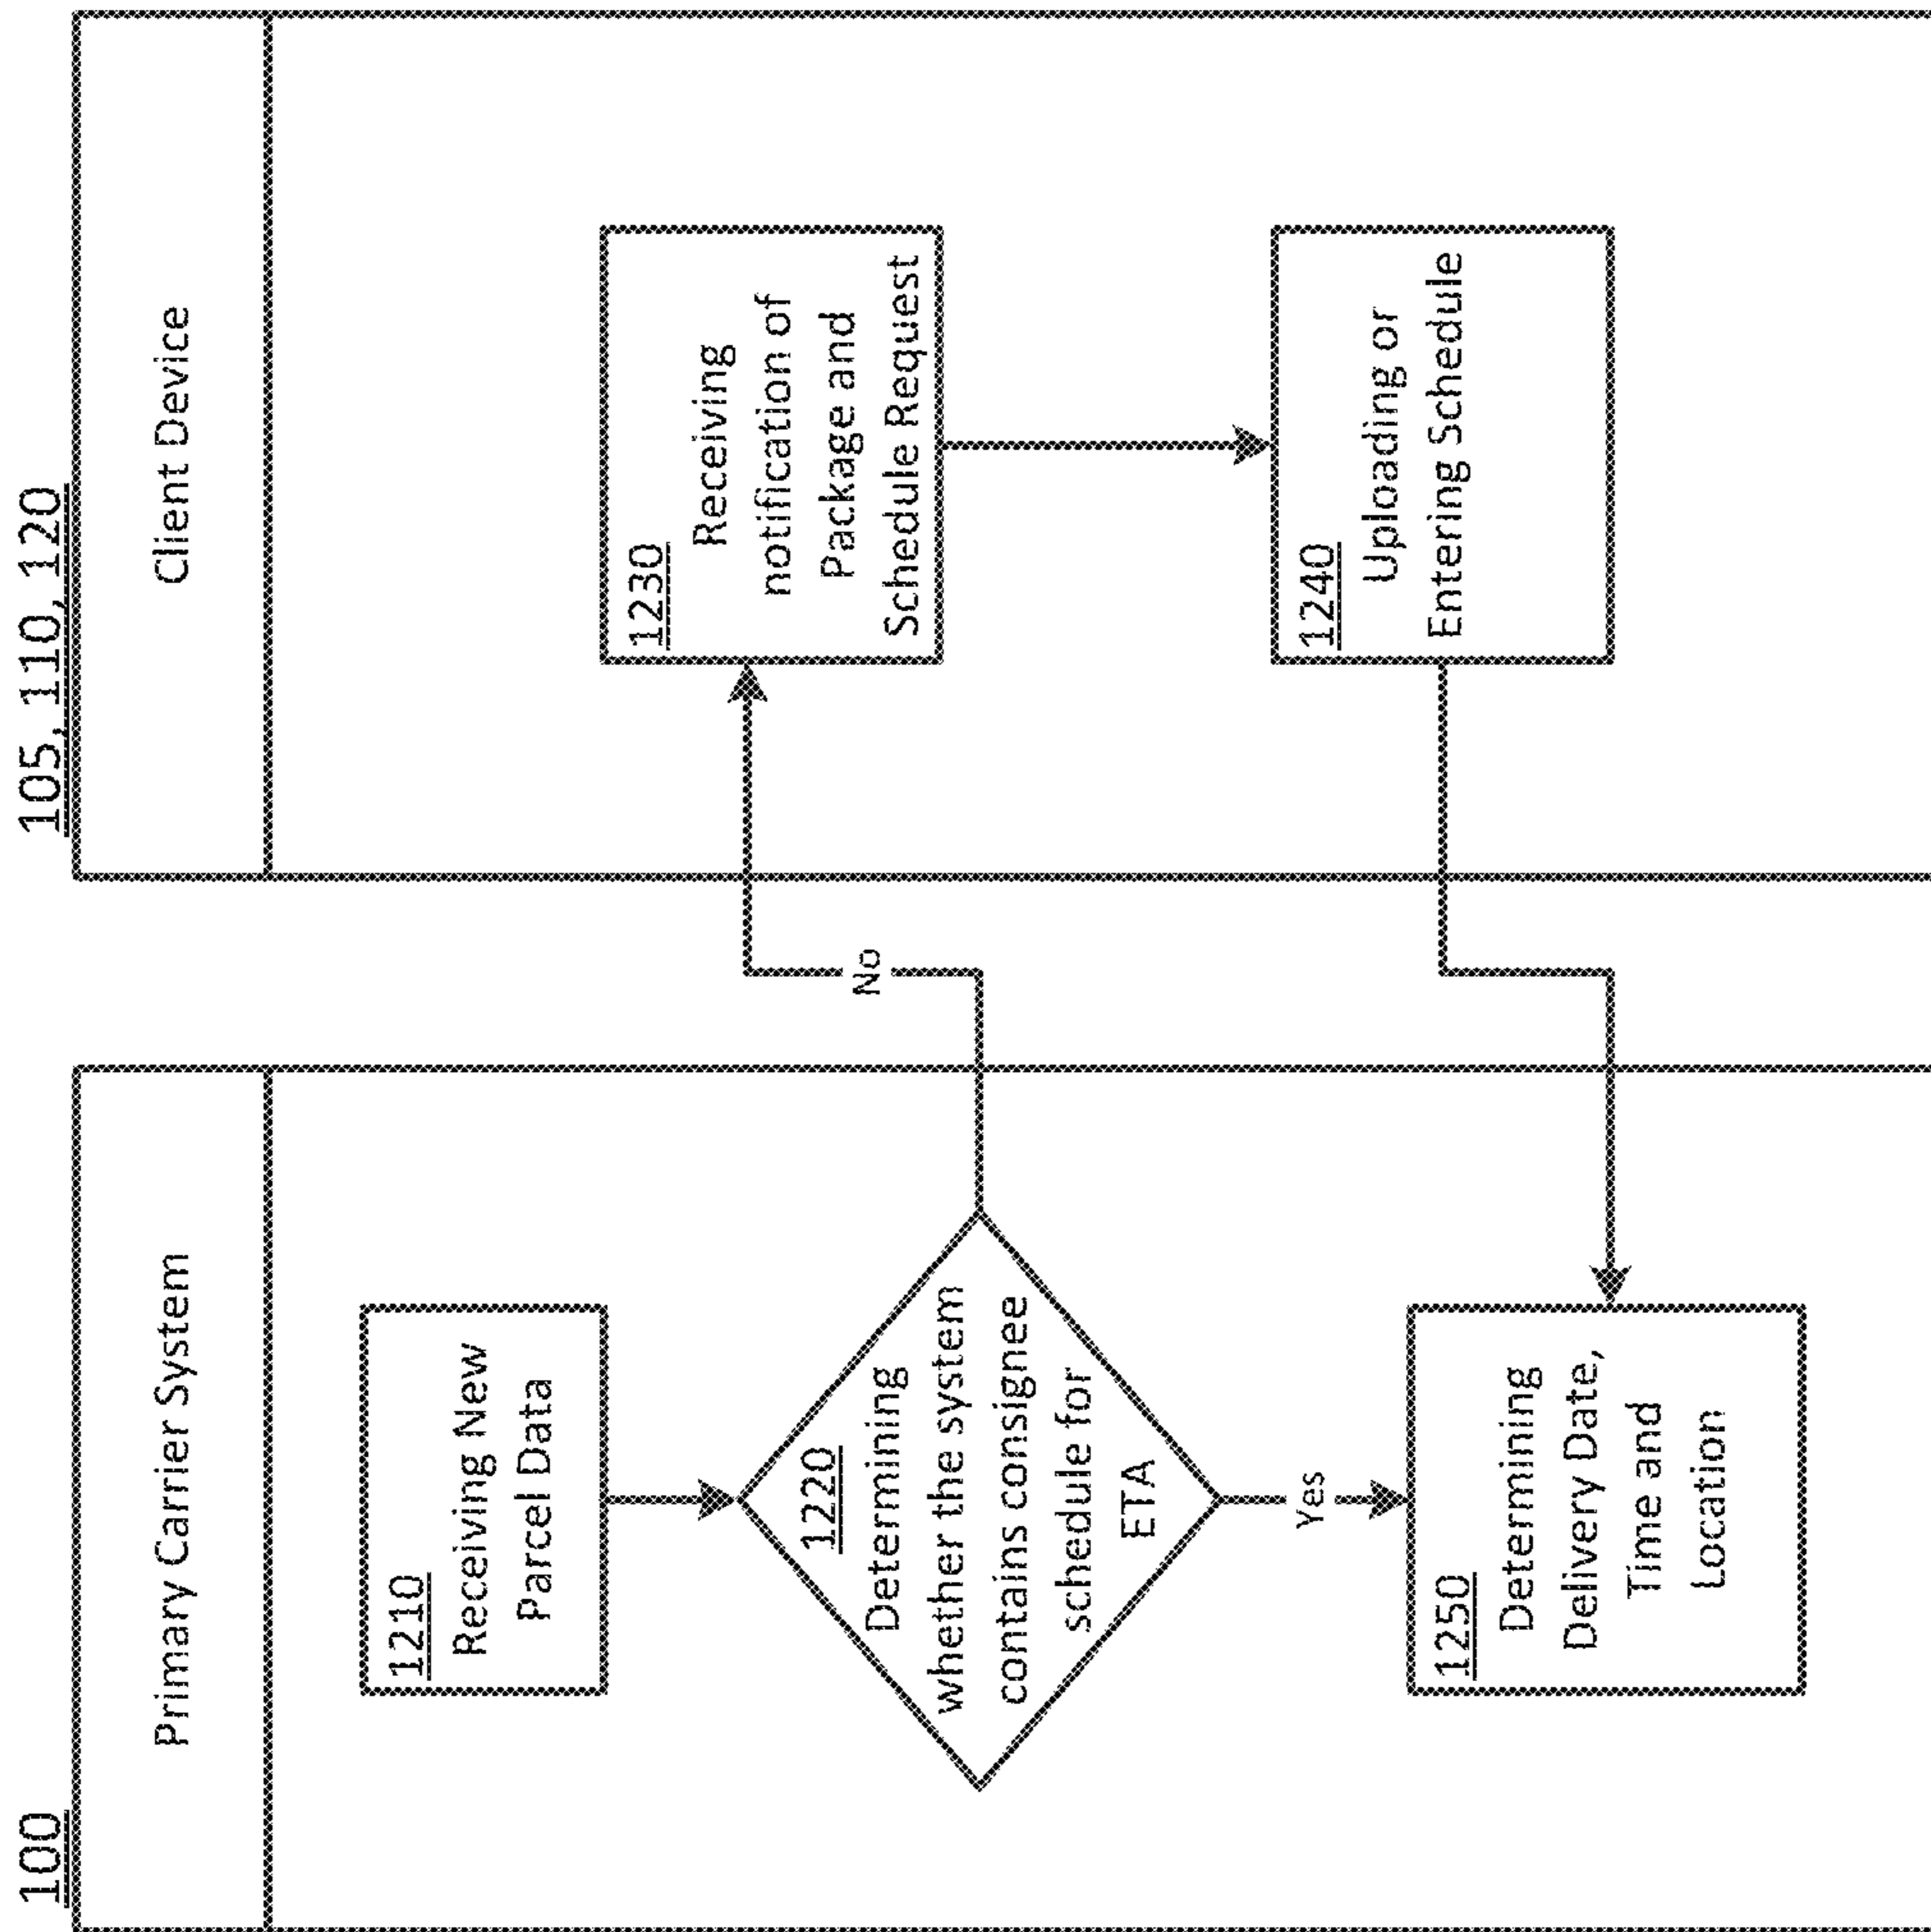 100
Primary Carrier System
1210
Receiving New
Parcel Data
1220
Determining
whether the system
contains consignee
schedule for
ETA
Yes
1250
Determining
Delivery Date,
Time and
Location
No
105, 110, 120
Client Device
1230
Receiving
notification of
Package and
Schedule Request
1240
Uploading or
Entering Schedule